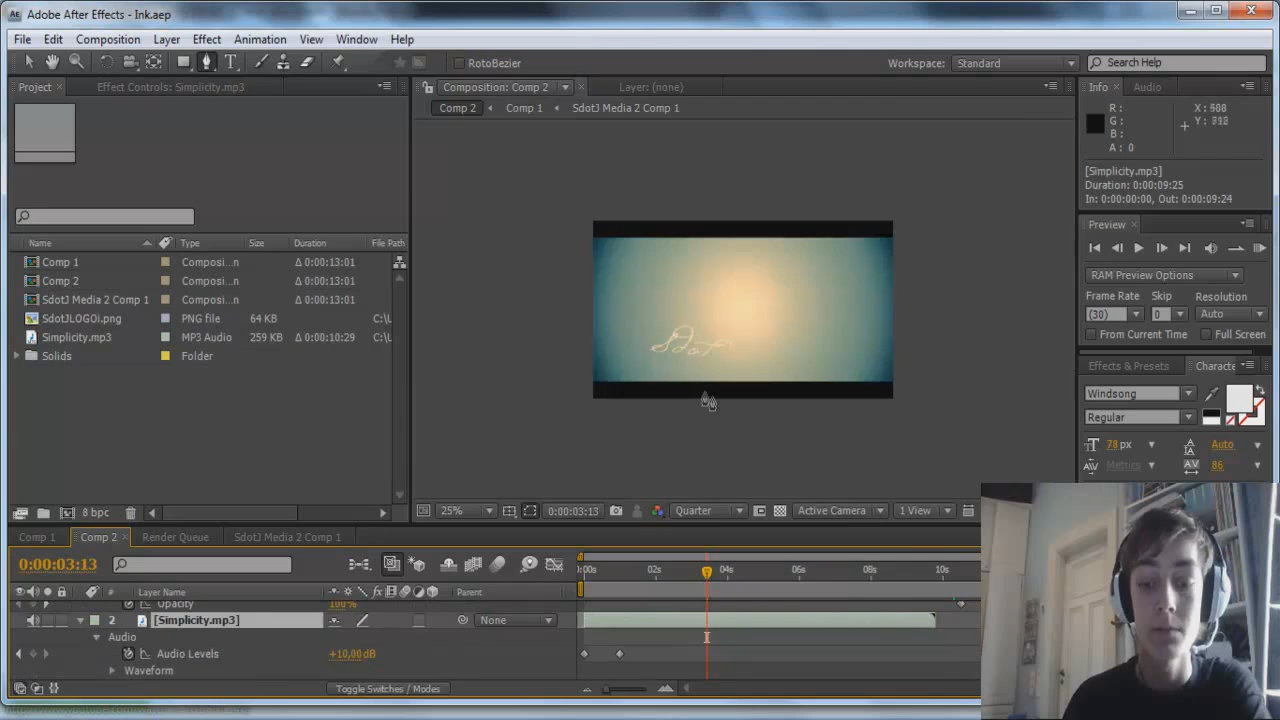 Adobe After Effects - Ink.aep
File Edit Composition Layer Effect Animation View Window Help
RotoBezier
Workspace: Standard
Search Help
Project
Effect Controls: Simplicity.mp3
Composition: Comp 2
Layer: (none)
Info
Audio
Comp 2
Comp 1
SdotJ Media 2 Comp 1
R:
G:
B:
A: 0
[Simplicity.mp3]
Duration: 0:00:09:25
In: 0:00:00:00, Out: 0:00:09:24
Preview
RAM Preview Options
Frame Rate Skip Resolution
(30) 0 Auto
From Current Time Full Screen
Effects & Presets
Characte
Windsong
Regular
78 px Auto
Metrics 86
Name Type Size Duration File Path
Comp 1 Composi...n Δ 0:00:13:01
Comp 2 Composi...n Δ 0:00:13:01
SdotJ Media 2 Comp 1 Composi...n Δ 0:00:13:01
SdotJLOGOi.png PNG file 64 KB C:\U
Simplicity.mp3 MP3 Audio 259 KB Δ 0:00:10:29 C:\U
Solids Folder
Sdot
8 bpc
25% 0:00:03:13 Quarter Active Camera 1 View
Comp 1
Comp 2
Render Queue
SdotJ Media 2 Comp 1
0:00:03:13
:00s 02s 04s 06s 08s 10s
# Layer Name Parent
Opacity 100%
2 [Simplicity.mp3] None
Audio
Audio Levels +10,00 dB
Waveform
Toggle Switches / Modes